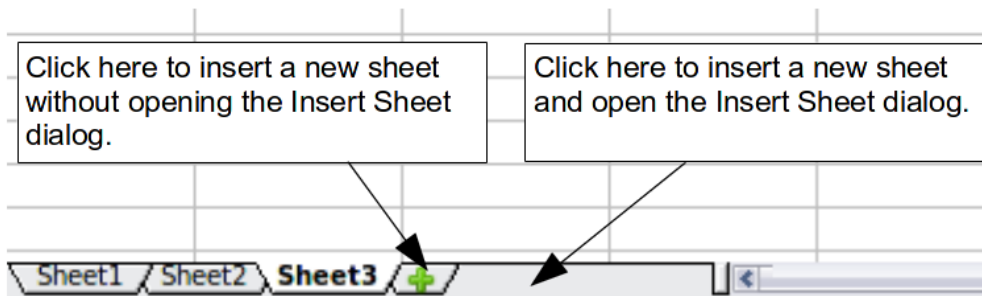 Click here to insert a new sheet
without opening the Insert Sheet
dialog.
Click here to insert a new sheet
and open the Insert Sheet dialog.
Sheet1 Sheet2 Sheet3